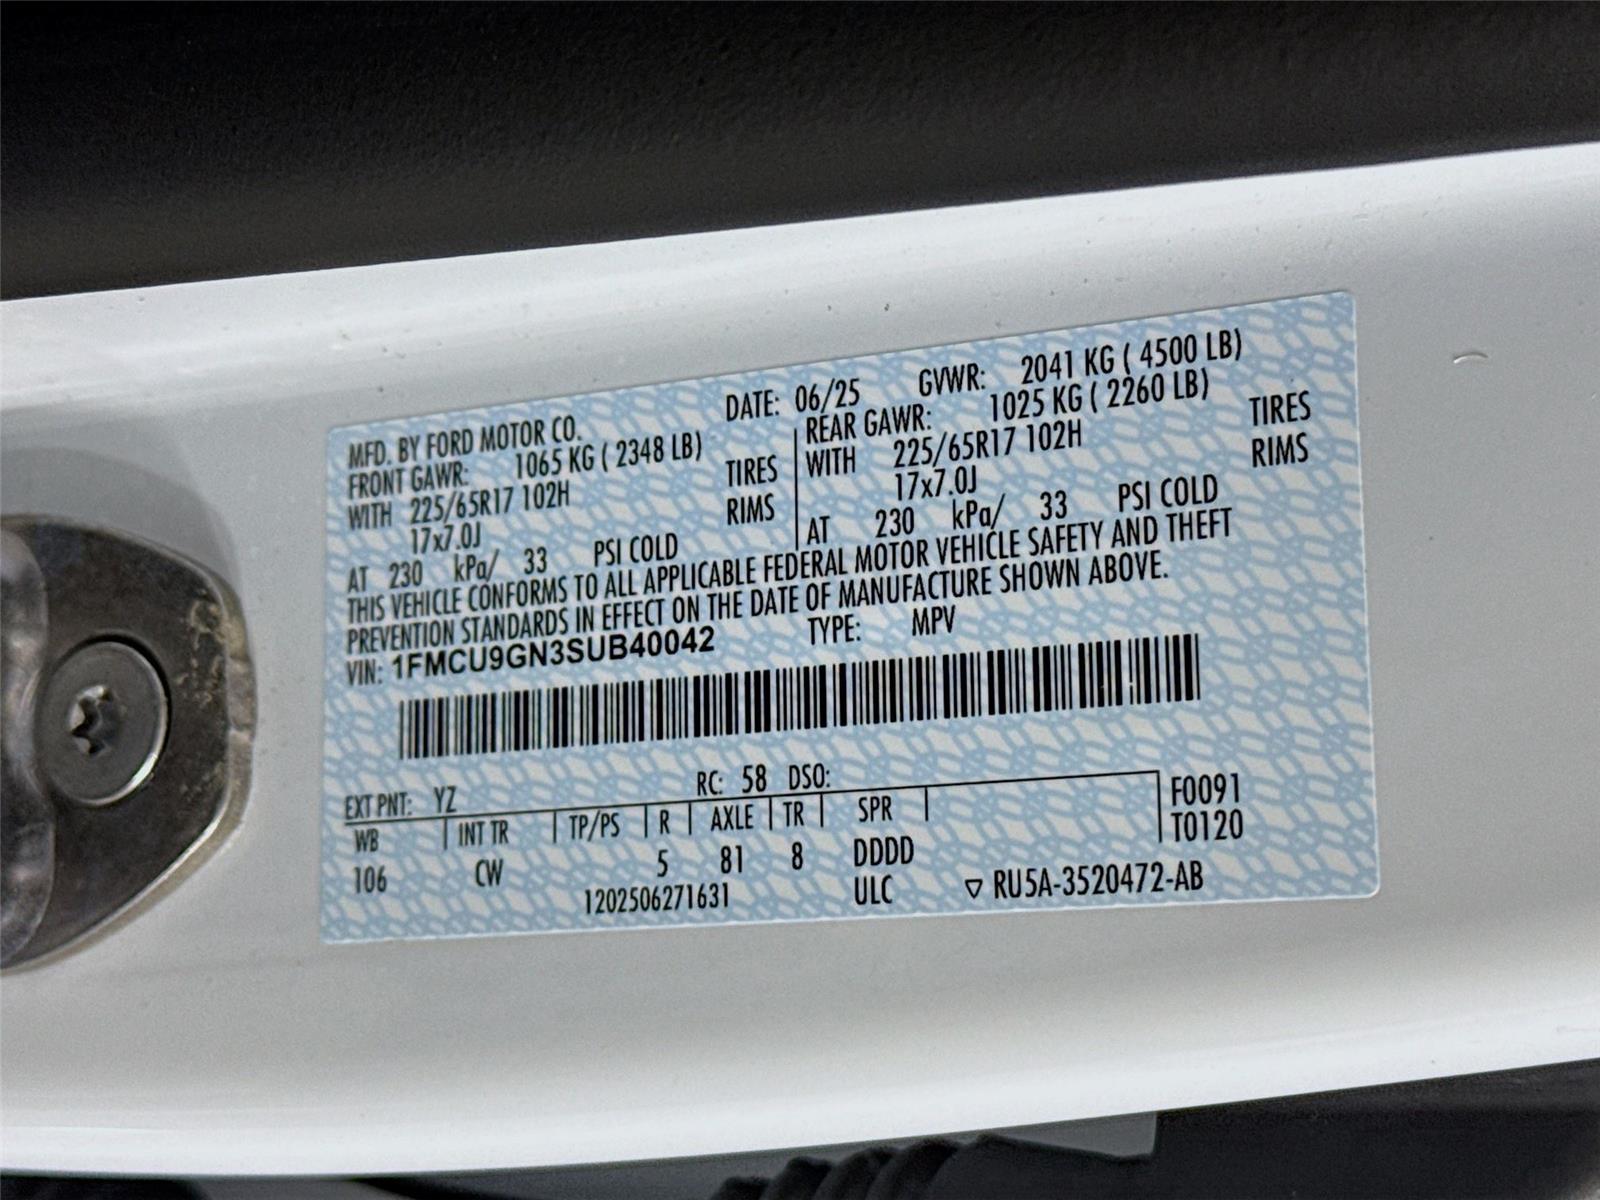 MFD. BY FORD MOTOR CO. DATE: 06/25 GVWR: 2041 KG ( 4500 LB)
FRONT GAWR: 1065 KG ( 2348 LB) REAR GAWR: 1025 KG ( 2260 LB)
WITH 225/65R17 102H TIRES WITH 225/65R17 102H TIRES
17x7.0J RIMS 17x7.0J RIMS
AT 230 kPa/ 33 PSI COLD AT 230 kPa/ 33 PSI COLD
THIS VEHICLE CONFORMS TO ALL APPLICABLE FEDERAL MOTOR VEHICLE SAFETY AND THEFT
PREVENTION STANDARDS IN EFFECT ON THE DATE OF MANUFACTURE SHOWN ABOVE.
VIN: 1FMCU9GN3SUB40042 TYPE: MPV
EXT PNT: YZ RC: 58 DSO:
WB INT TR TP/PS R AXLE TR SPR F0091
T0120
106 CW 5 81 8 DDDD
1202506271631 ULC ▽ RU5A-3520472-AB